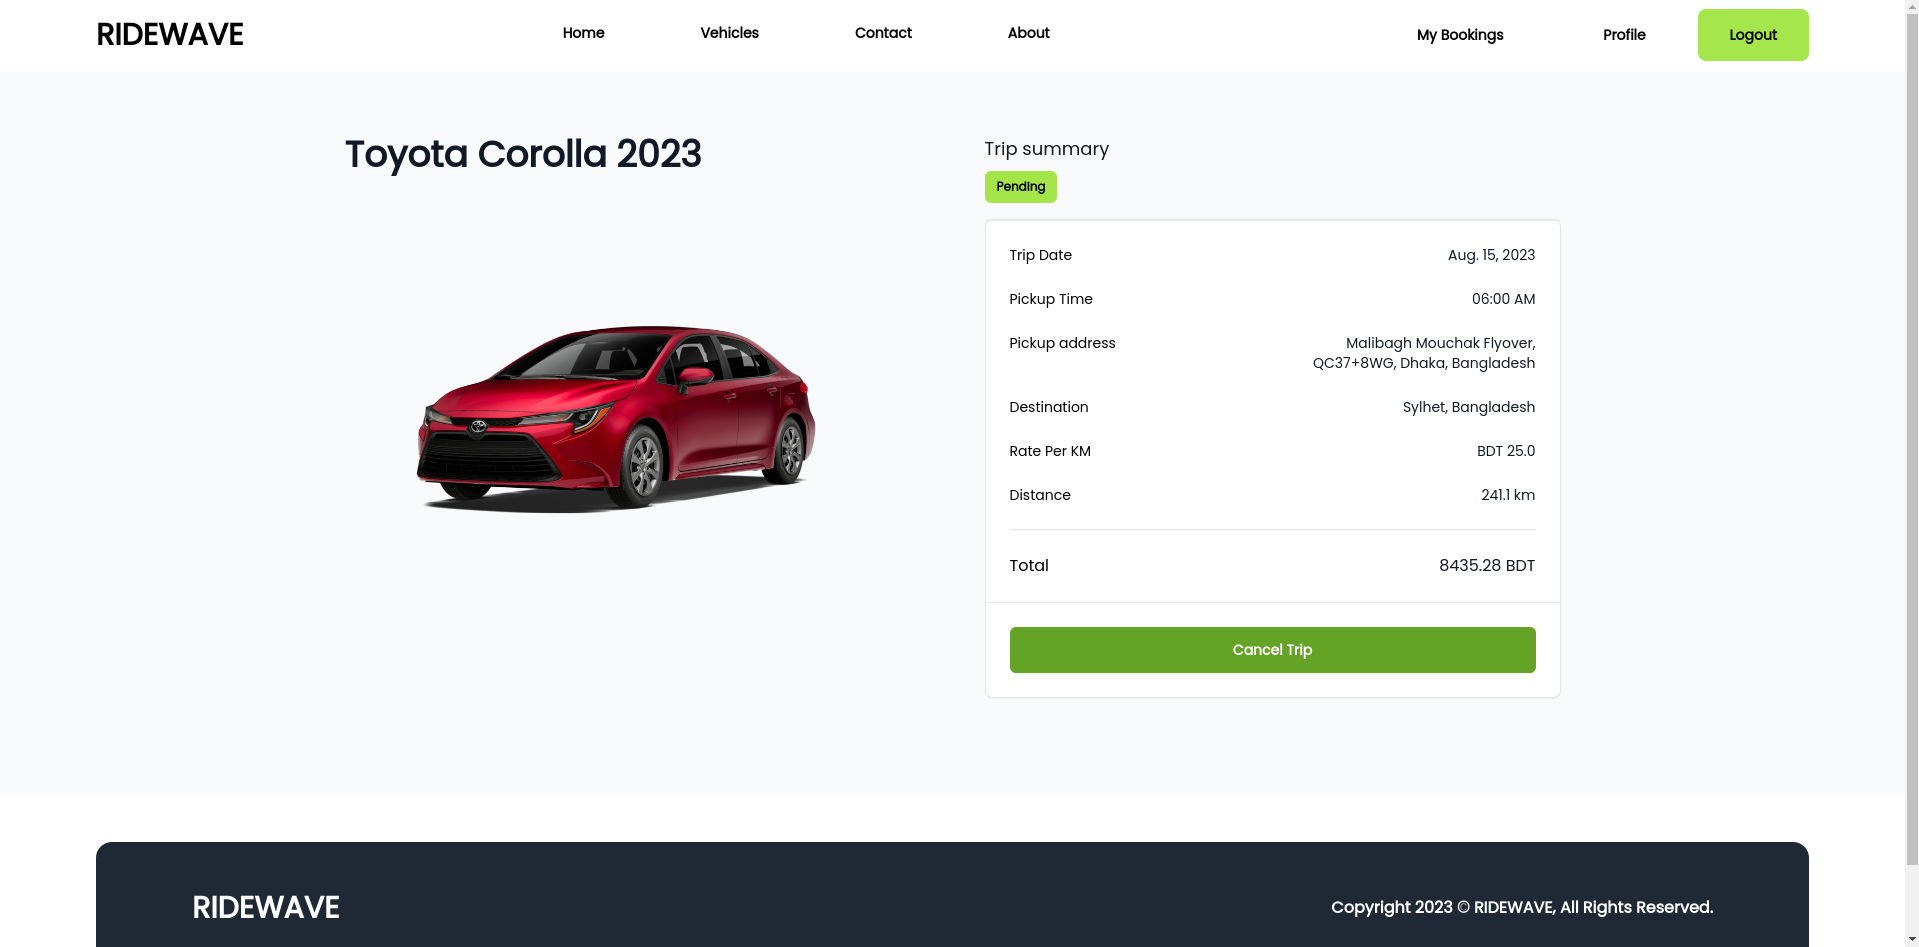 RIDEWAVE
Home
Vehicles
Contact
About
My Bookings
Profile
Logout
Toyota Corolla 2023
Trip summary
Pending
Trip Date
Aug. 15, 2023
Pickup Time
06:00 AM
Pickup address
Malibagh Mouchak Flyover,
QC37+8WG, Dhaka, Bangladesh
Destination
Sylhet, Bangladesh
Rate Per KM
BDT 25.0
Distance
241.1 km
Total
8435.28 BDT
Cancel Trip
RIDEWAVE
Copyright 2023 © RIDEWAVE, All Rights Reserved.